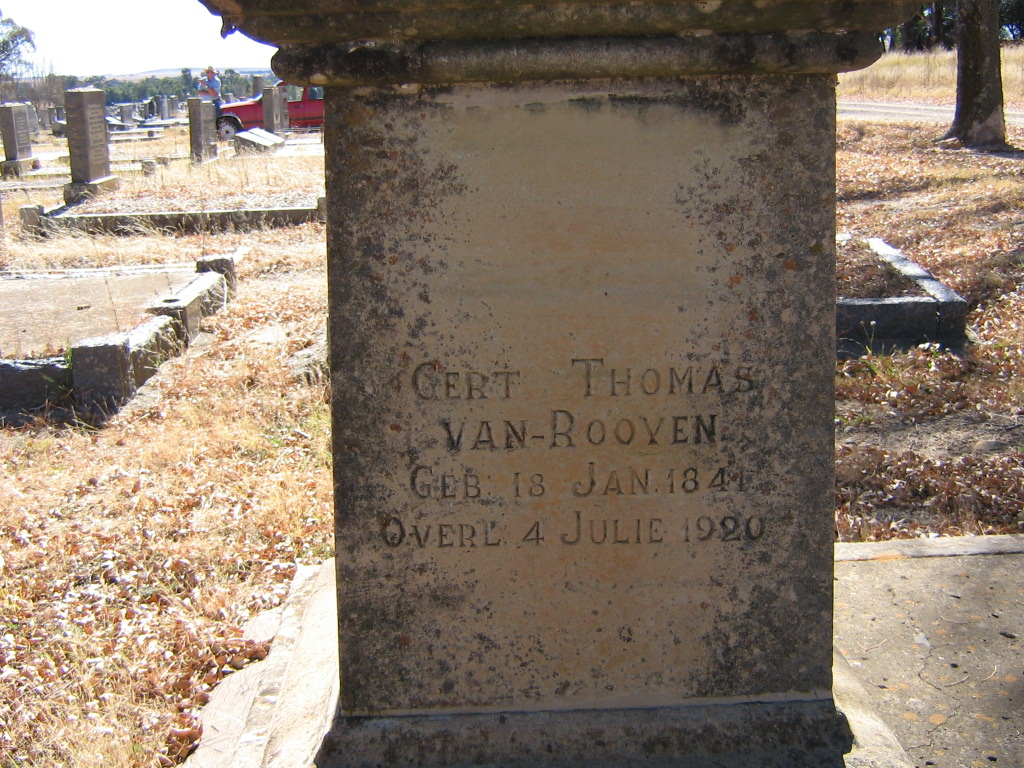 GERT THOMAS
VAN-ROOYEN
GEB: 18 JAN. 1841
OVERL. 4 JULIE 1920